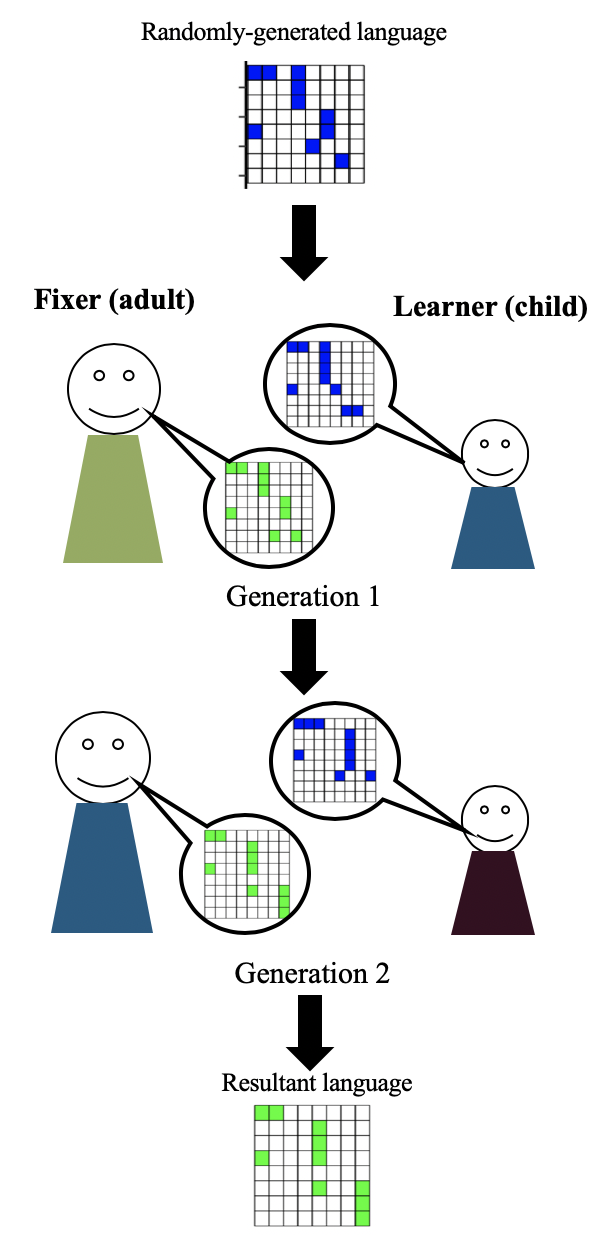 Randomly-generated language
Fixer (adult)
Learner (child)
Generation 1
Generation 2
Resultant language